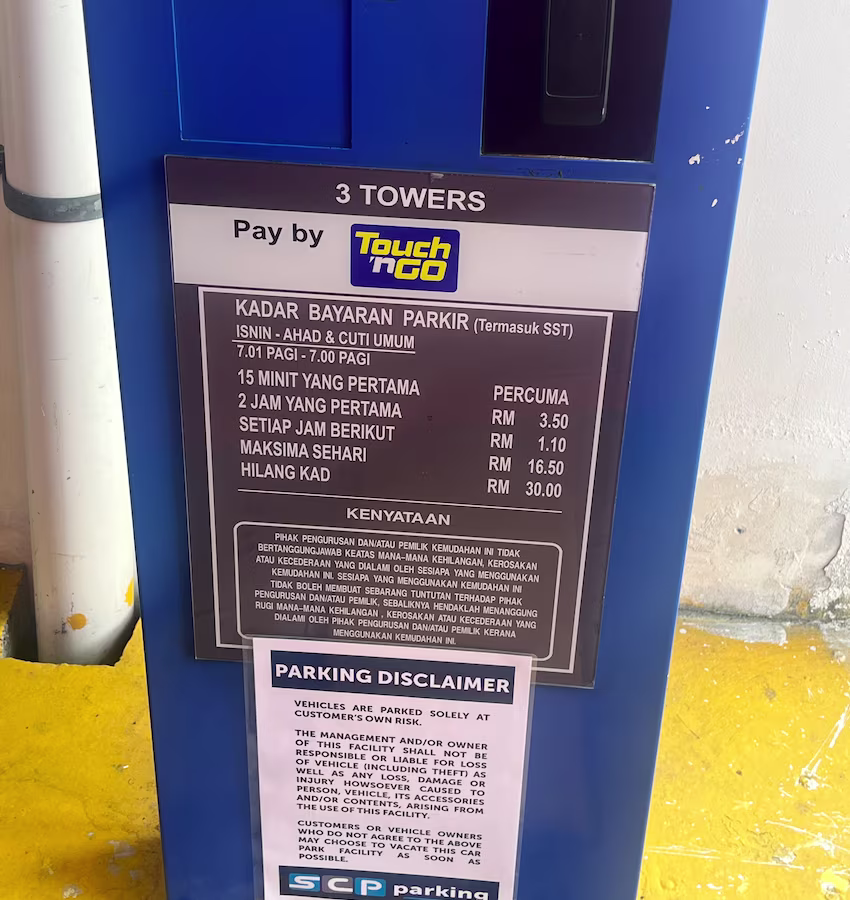 3 TOWERS
Pay by Touch 'n GO
KADAR BAYARAN PARKIR (Termasuk SST)
ISNIN - AHAD & CUTI UMUM
7.01 PAGI - 7.00 PAGI
15 MINIT YANG PERTAMA PERCUMA
2 JAM YANG PERTAMA RM 3.50
SETIAP JAM BERIKUT RM 1.10
MAKSIMA SEHARI RM 16.50
HILANG KAD RM 30.00
KENYATAAN
PIHAK PENGURUSAN DAN/ATAU PEMILIK KEMUDAHAN INI TIDAK
BERTANGGUNGJAWAB KEATAS MANA-MANA KEHILANGAN, KEROSAKAN
ATAU KECEDERAAN YANG DIALAMI OLEH SESIAPA YANG MENGGUNAKAN
KEMUDAHAN INI. SESIAPA YANG MENGGUNAKAN KEMUDAHAN INI
TIDAK BOLEH MEMBUAT SEBARANG TUNTUTAN TERHADAP PIHAK
PENGURUSAN DAN/ATAU PEMILIK, SEBALIKNYA HENDAKLAH MENANGGUNG
RUGI MANA-MANA KEHILANGAN , KEROSAKAN ATAU KECEDERAAN YANG
DIALAMI OLEH PIHAK PENGURUSAN DAN/ATAU PEMILIK KERANA
MENGGUNAKAN KEMUDAHAN INI.
PARKING DISCLAIMER
VEHICLES ARE PARKED SOLELY AT
CUSTOMER'S OWN RISK.
THE MANAGEMENT AND/OR OWNER
OF THIS FACILITY SHALL NOT BE
RESPONSIBLE OR LIABLE FOR LOSS
OF VEHICLE (INCLUDING THEFT) AS
WELL AS ANY LOSS, DAMAGE OR
INJURY HOWSOEVER CAUSED TO
PERSON, VEHICLE, ITS ACCESSORIES
AND/OR CONTENTS, ARISING FROM
THE USE OF THIS FACILITY.
CUSTOMERS OR VEHICLE OWNERS
WHO DO NOT AGREE TO THE ABOVE
MAY CHOOSE TO VACATE THIS CAR
PARK FACILITY AS SOON AS
POSSIBLE.
SCP parking